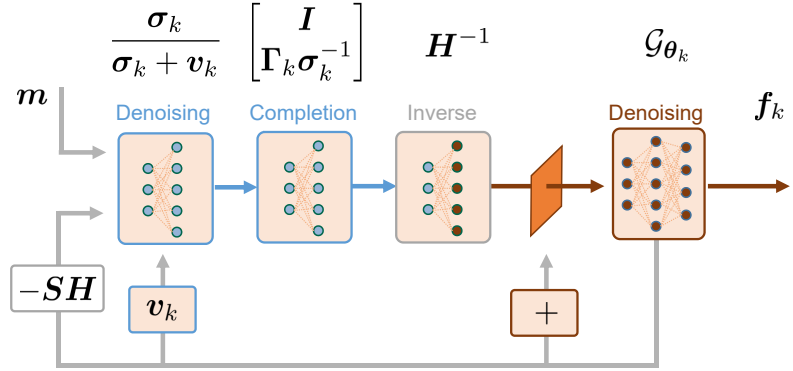 σ_k / (σ_k + v_k)
[ I
Γ_k σ_k^{-1} ]
H^{-1}
𝒢_{θ_k}
m
Denoising
Completion
Inverse
Denoising
f_k
−SH
v_k
+